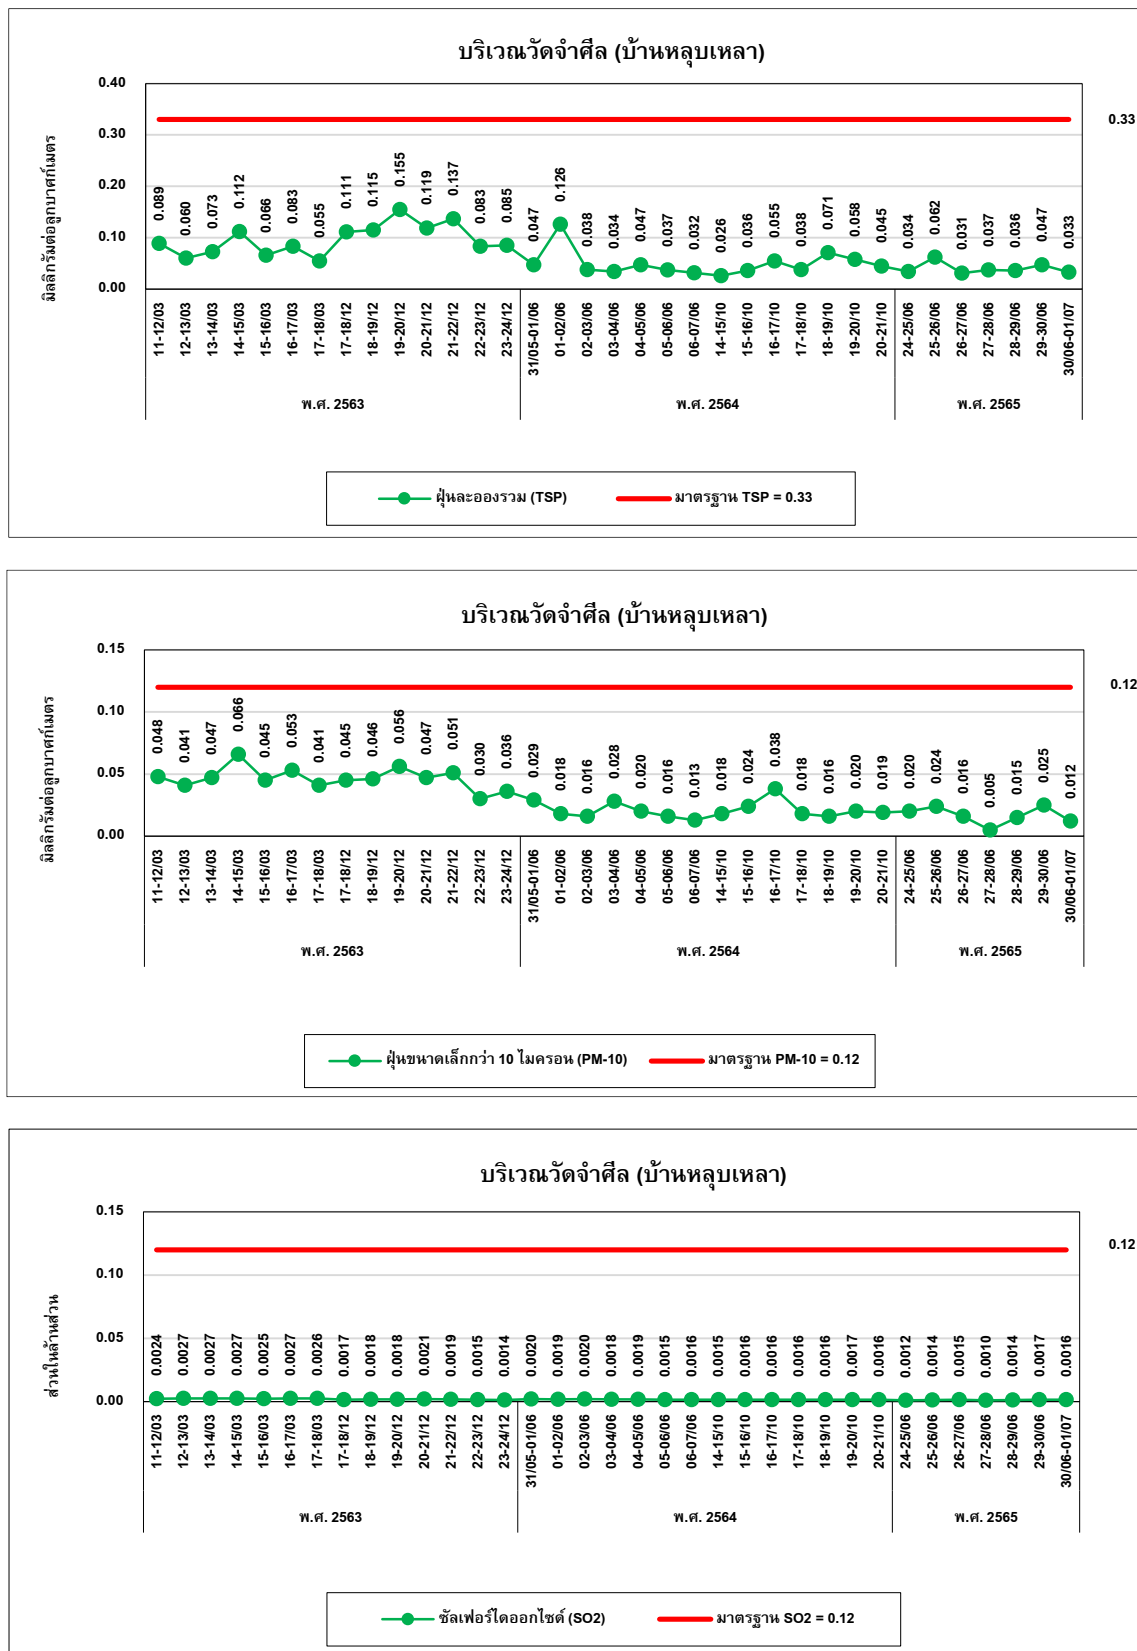 บริเวณวัดจำศีล (บ้านหลุบเหลา)
มิลลิกรัมต่อลูกบาศก์เมตร
0.40
0.30
0.20
0.10
0.00
0.33
0.089 0.060 0.073 0.112 0.066 0.083 0.055 0.111 0.115 0.155 0.119 0.137 0.083 0.085 0.047 0.126 0.038 0.034 0.047 0.037 0.032 0.026 0.036 0.055 0.038 0.071 0.058 0.045 0.034 0.062 0.031 0.037 0.036 0.047 0.033
11-12/03 12-13/03 13-14/03 14-15/03 15-16/03 16-17/03 17-18/03 17-18/12 18-19/12 19-20/12 20-21/12 21-22/12 22-23/12 23-24/12 31/05-01/06 01-02/06 02-03/06 03-04/06 04-05/06 05-06/06 06-07/06 14-15/10 15-16/10 16-17/10 17-18/10 18-19/10 19-20/10 20-21/10 24-25/06 25-26/06 26-27/06 27-28/06 28-29/06 29-30/06 30/06-01/07
พ.ศ. 2563 พ.ศ. 2564 พ.ศ. 2565
ฝุ่นละอองรวม (TSP) มาตรฐาน TSP = 0.33
บริเวณวัดจำศีล (บ้านหลุบเหลา)
มิลลิกรัมต่อลูกบาศก์เมตร
0.15
0.10
0.05
0.00
0.12
0.048 0.041 0.047 0.066 0.045 0.053 0.041 0.045 0.046 0.056 0.047 0.051 0.030 0.036 0.029 0.018 0.016 0.028 0.020 0.016 0.013 0.018 0.024 0.038 0.018 0.016 0.020 0.019 0.020 0.024 0.016 0.005 0.015 0.025 0.012
11-12/03 12-13/03 13-14/03 14-15/03 15-16/03 16-17/03 17-18/03 17-18/12 18-19/12 19-20/12 20-21/12 21-22/12 22-23/12 23-24/12 31/05-01/06 01-02/06 02-03/06 03-04/06 04-05/06 05-06/06 06-07/06 14-15/10 15-16/10 16-17/10 17-18/10 18-19/10 19-20/10 20-21/10 24-25/06 25-26/06 26-27/06 27-28/06 28-29/06 29-30/06 30/06-01/07
พ.ศ. 2563 พ.ศ. 2564 พ.ศ. 2565
ฝุ่นขนาดเล็กกว่า 10 ไมครอน (PM-10) มาตรฐาน PM-10 = 0.12
บริเวณวัดจำศีล (บ้านหลุบเหลา)
ส่วนในล้านส่วน
0.15
0.10
0.05
0.00
0.12
0.0024 0.0027 0.0027 0.0027 0.0025 0.0027 0.0026 0.0017 0.0018 0.0018 0.0021 0.0019 0.0015 0.0014 0.0020 0.0019 0.0020 0.0018 0.0019 0.0015 0.0016 0.0015 0.0016 0.0016 0.0016 0.0016 0.0017 0.0016 0.0012 0.0014 0.0015 0.0010 0.0014 0.0017 0.0016
11-12/03 12-13/03 13-14/03 14-15/03 15-16/03 16-17/03 17-18/03 17-18/12 18-19/12 19-20/12 20-21/12 21-22/12 22-23/12 23-24/12 31/05-01/06 01-02/06 02-03/06 03-04/06 04-05/06 05-06/06 06-07/06 14-15/10 15-16/10 16-17/10 17-18/10 18-19/10 19-20/10 20-21/10 24-25/06 25-26/06 26-27/06 27-28/06 28-29/06 29-30/06 30/06-01/07
พ.ศ. 2563 พ.ศ. 2564 พ.ศ. 2565
ซัลเฟอร์ไดออกไซด์ (SO2) มาตรฐาน SO2 = 0.12